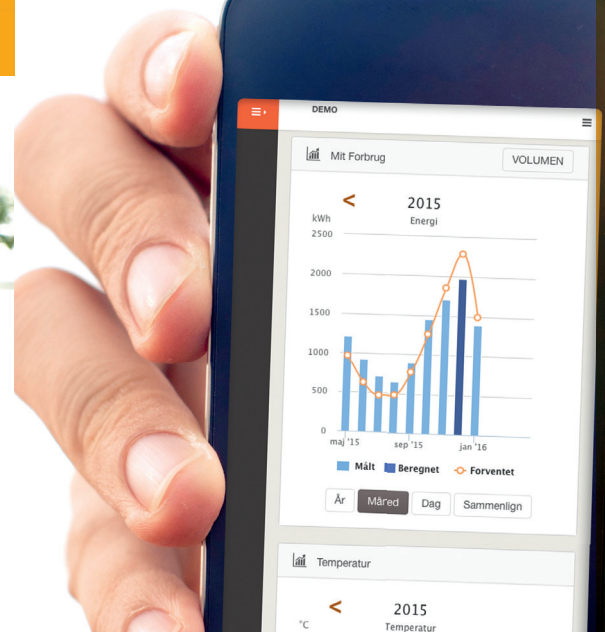 DEMO
Mit Forbrug
VOLUMEN
<
2015
Energi
kWh
2500
2000
1500
1000
500
0
maj '15
sep '15
jan '16
Målt
Beregnet
Forventet
År
Måred
Dag
Sammenlign
Temperatur
<
2015
°C
Temperatur